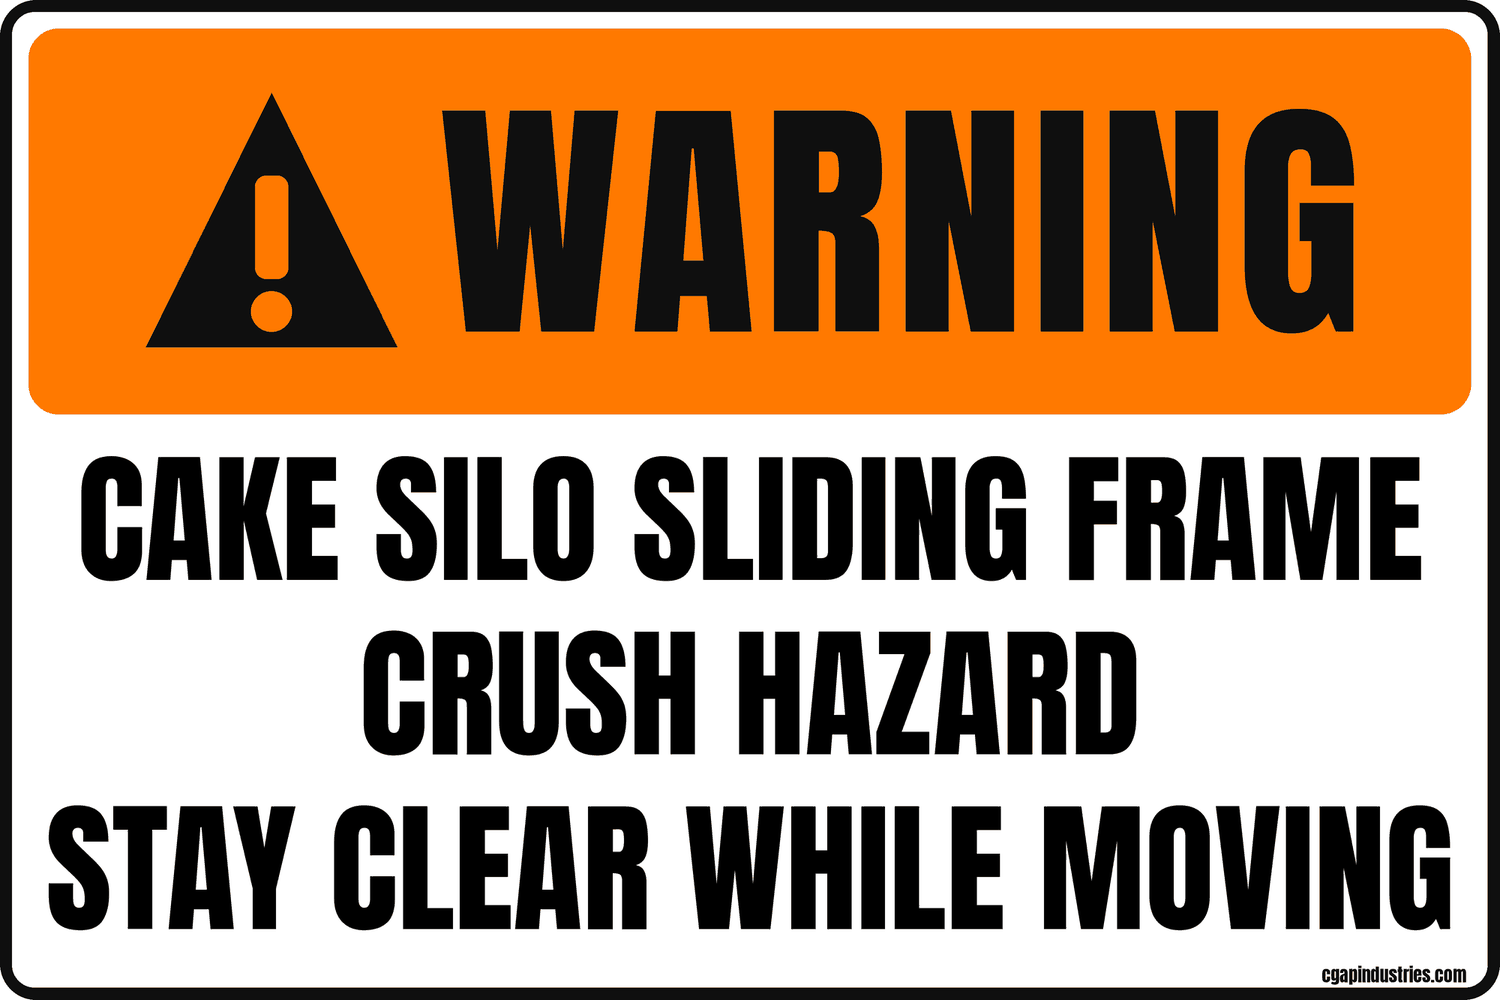 WARNING
CAKE SILO SLIDING FRAME
CRUSH HAZARD
STAY CLEAR WHILE MOVING
cgapindustries.com